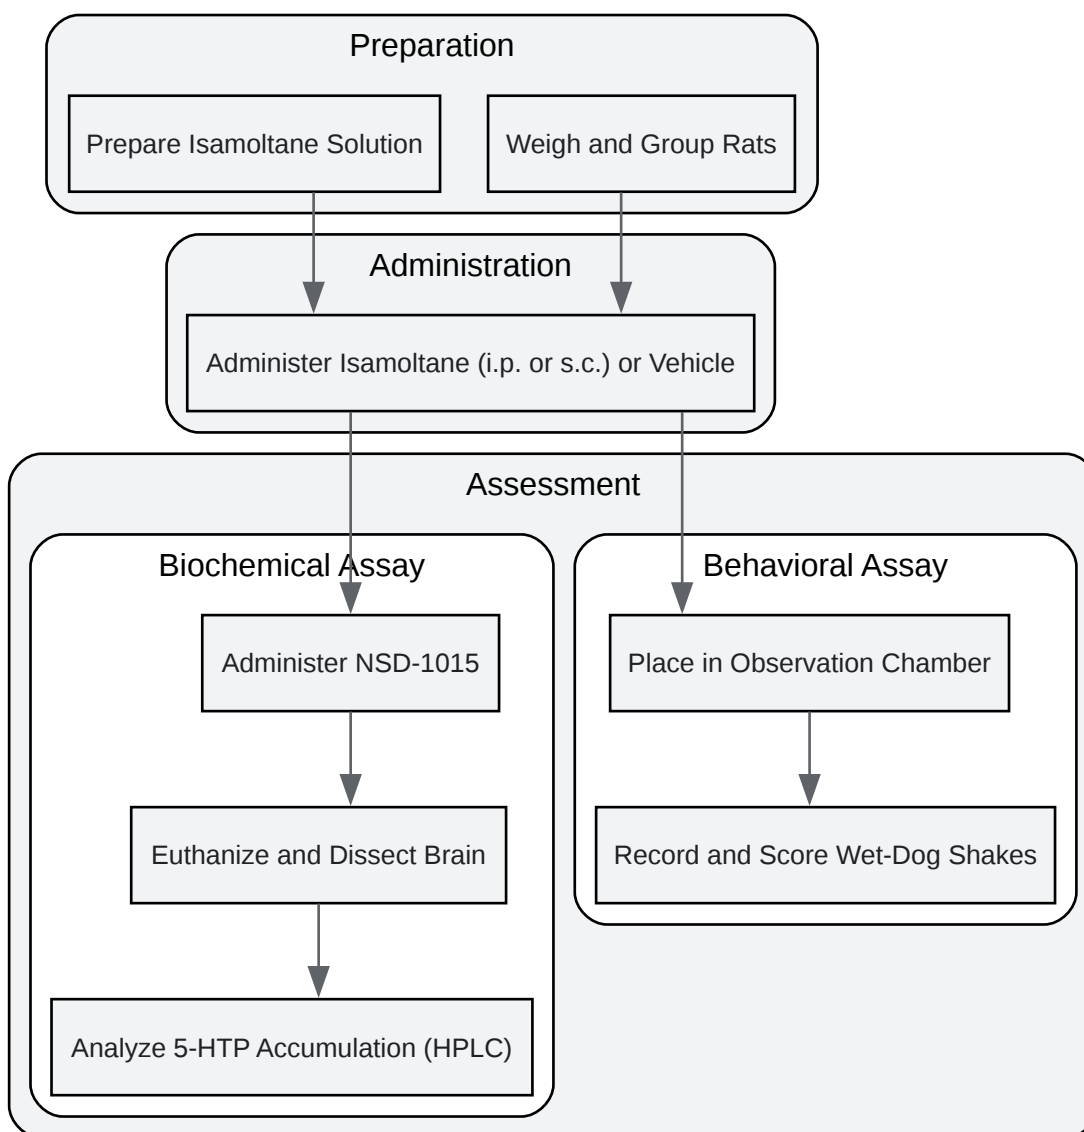 Preparation
Prepare Isamoltane Solution
Weigh and Group Rats
Administration
Administer Isamoltane (i.p. or s.c.) or Vehicle
Assessment
Biochemical Assay
Administer NSD-1015
Euthanize and Dissect Brain
Analyze 5-HTP Accumulation (HPLC)
Behavioral Assay
Place in Observation Chamber
Record and Score Wet-Dog Shakes